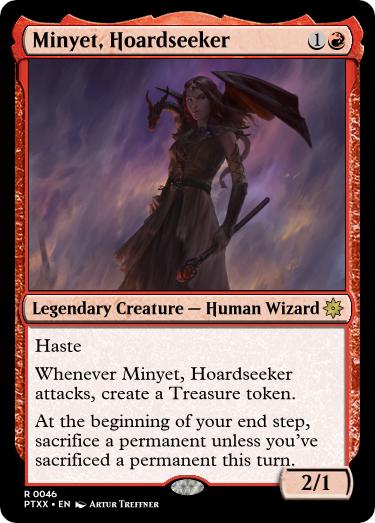 Minyet, Hoardseeker 1
Legendary Creature — Human Wizard
Haste
Whenever Minyet, Hoardseeker
attacks, create a Treasure token.
At the beginning of your end step,
sacrifice a permanent unless you've
sacrificed a permanent this turn.
2/1
R 0046
PTXX • EN Artur Treffner